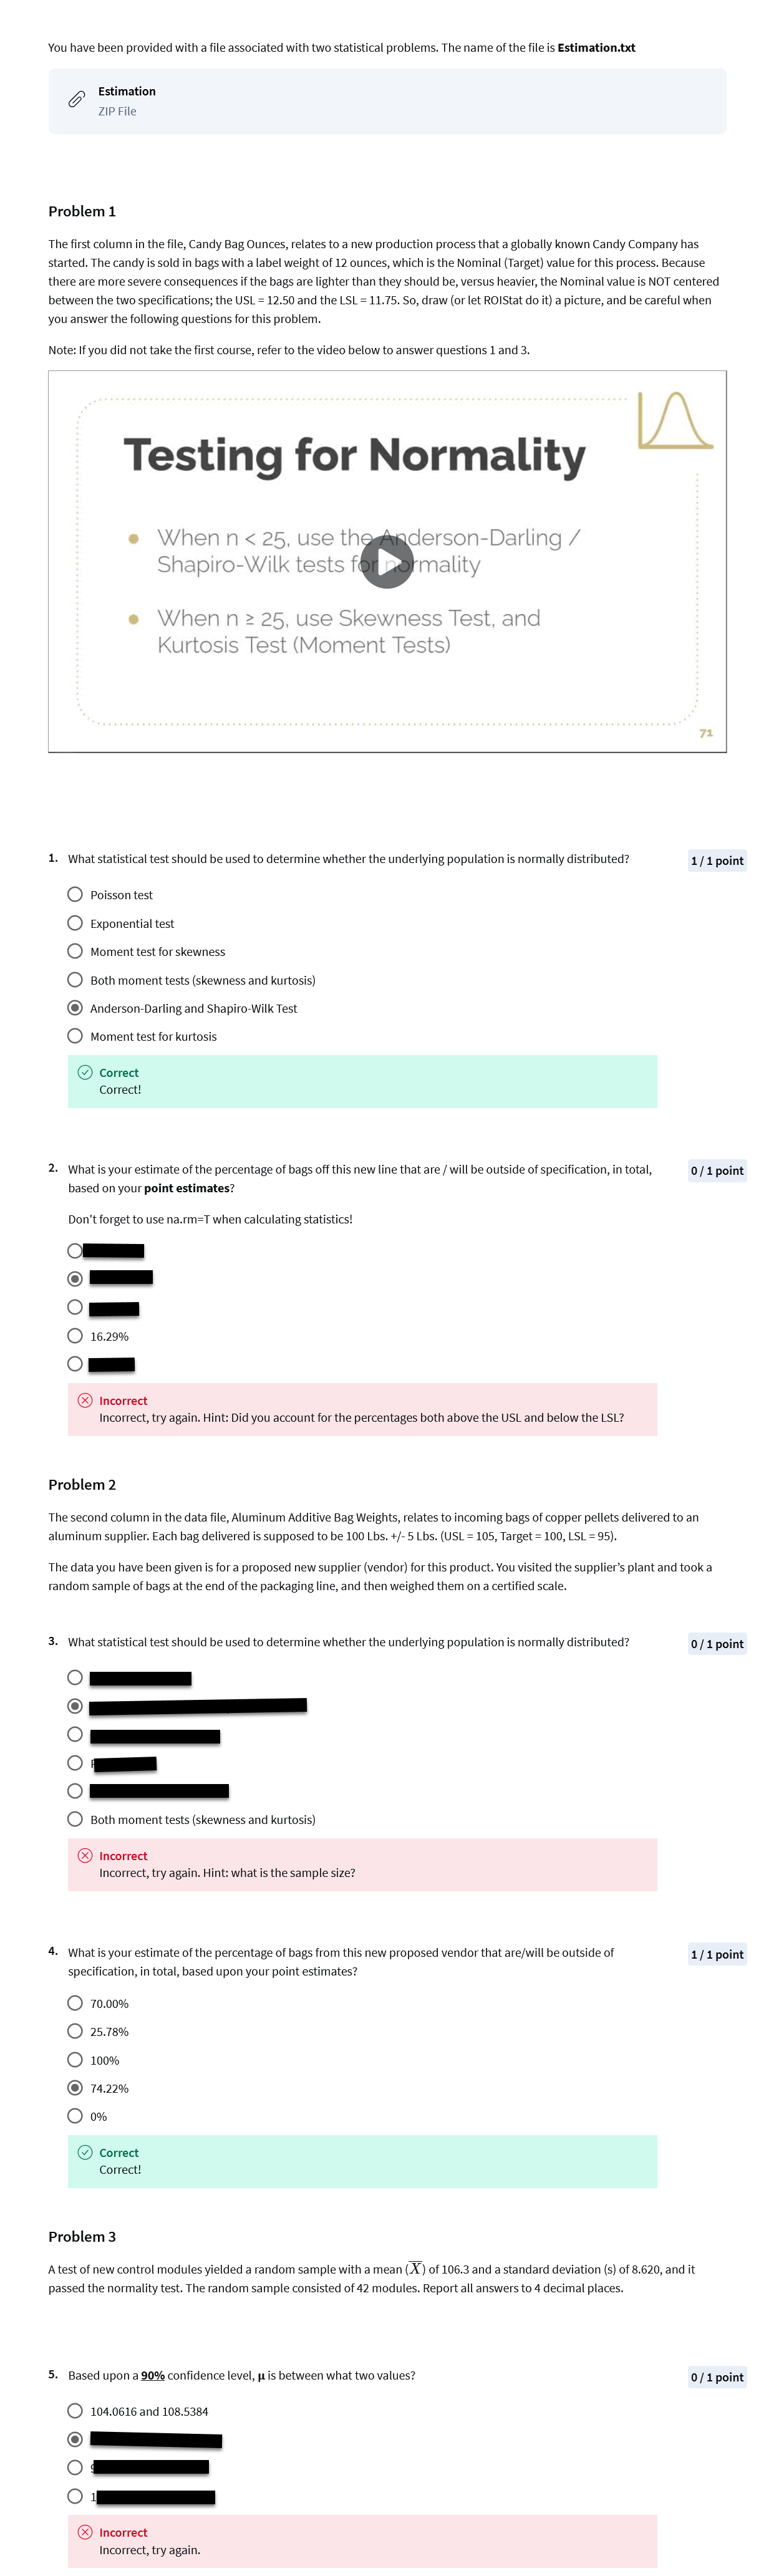 You have been provided with a file associated with two statistical problems. The name of the file is Estimation.txt
Estimation
ZIP File
Problem 1
The first column in the file, Candy Bag Ounces, relates to a new production process that a globally known Candy Company has
started. The candy is sold in bags with a label weight of 12 ounces, which is the Nominal (Target) value for this process. Because
there are more severe consequences if the bags are lighter than they should be, versus heavier, the Nominal value is NOT centered
between the two specifications; the USL = 12.50 and the LSL = 11.75. So, draw (or let ROIStat do it) a picture, and be careful when
you answer the following questions for this problem.
Note: If you did not take the first course, refer to the video below to answer questions 1 and 3.
Testing for Normality
When n < 25, use the Anderson-Darling /
Shapiro-Wilk tests for normality
When n ≥ 25, use Skewness Test, and
Kurtosis Test (Moment Tests)
71
1. What statistical test should be used to determine whether the underlying population is normally distributed?
1 / 1 point
Poisson test
Exponential test
Moment test for skewness
Both moment tests (skewness and kurtosis)
Anderson-Darling and Shapiro-Wilk Test
Moment test for kurtosis
Correct
Correct!
2. What is your estimate of the percentage of bags off this new line that are / will be outside of specification, in total,
0 / 1 point
based on your point estimates?
Don't forget to use na.rm=T when calculating statistics!
16.29%
Incorrect
Incorrect, try again. Hint: Did you account for the percentages both above the USL and below the LSL?
Problem 2
The second column in the data file, Aluminum Additive Bag Weights, relates to incoming bags of copper pellets delivered to an
aluminum supplier. Each bag delivered is supposed to be 100 Lbs. +/- 5 Lbs. (USL = 105, Target = 100, LSL = 95).
The data you have been given is for a proposed new supplier (vendor) for this product. You visited the supplier's plant and took a
random sample of bags at the end of the packaging line, and then weighed them on a certified scale.
3. What statistical test should be used to determine whether the underlying population is normally distributed?
0 / 1 point
Both moment tests (skewness and kurtosis)
Incorrect
Incorrect, try again. Hint: what is the sample size?
4. What is your estimate of the percentage of bags from this new proposed vendor that are/will be outside of
1 / 1 point
specification, in total, based upon your point estimates?
70.00%
25.78%
100%
74.22%
0%
Correct
Correct!
Problem 3
A test of new control modules yielded a random sample with a mean (X̅) of 106.3 and a standard deviation (s) of 8.620, and it
passed the normality test. The random sample consisted of 42 modules. Report all answers to 4 decimal places.
5. Based upon a 90% confidence level, μ is between what two values?
0 / 1 point
104.0616 and 108.5384
Incorrect
Incorrect, try again.